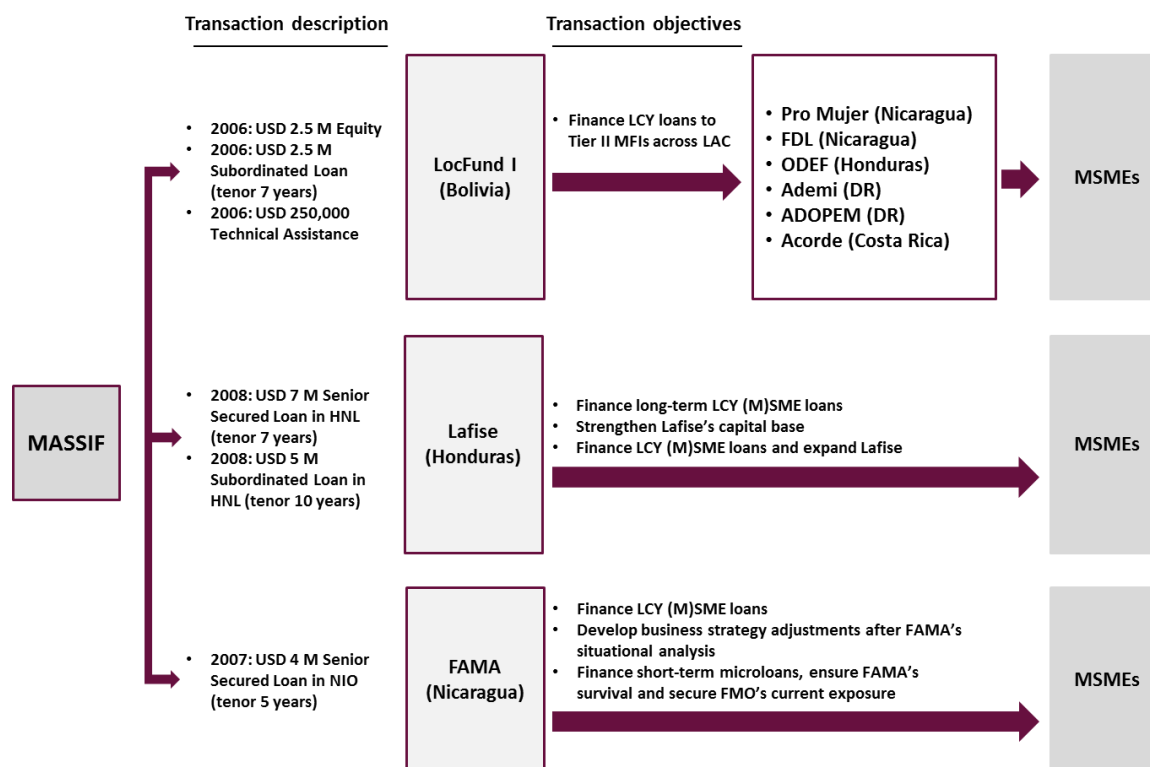 Transaction description
Transaction objectives
MASSIF
• 2006: USD 2.5 M Equity
• 2006: USD 2.5 M
Subordinated Loan
(tenor 7 years)
• 2006: USD 250,000
Technical Assistance
LocFund I
(Bolivia)
• Finance LCY loans to
Tier II MFIs across LAC
• Pro Mujer (Nicaragua)
• FDL (Nicaragua)
• ODEF (Honduras)
• Ademi (DR)
• ADOPEM (DR)
• Acorde (Costa Rica)
MSMEs
• 2008: USD 7 M Senior
Secured Loan in HNL
(tenor 7 years)
• 2008: USD 5 M
Subordinated Loan in
HNL (tenor 10 years)
Lafise
(Honduras)
• Finance long-term LCY (M)SME loans
• Strengthen Lafise's capital base
• Finance LCY (M)SME loans and expand Lafise
MSMEs
• 2007: USD 4 M Senior
Secured Loan in NIO
(tenor 5 years)
FAMA
(Nicaragua)
• Finance LCY (M)SME loans
• Develop business strategy adjustments after FAMA's
situational analysis
• Finance short-term microloans, ensure FAMA's
survival and secure FMO's current exposure
MSMEs